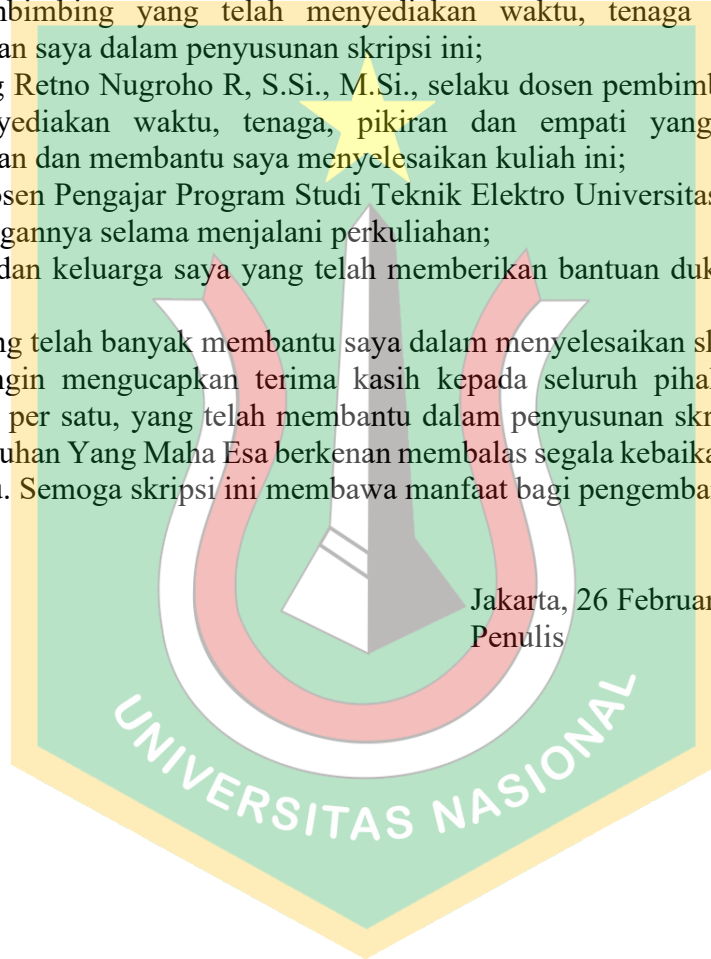 bimbing yang telah menyediakan waktu, tenaga
an saya dalam penyusunan skripsi ini;
g Retno Nugroho R, S.Si., M.Si., selaku dosen pembimb
yediakan waktu, tenaga, pikiran dan empati yang
an dan membantu saya menyelesaikan kuliah ini;
osen Pengajar Program Studi Teknik Elektro Universitas
gannya selama menjalani perkuliahan;
dan keluarga saya yang telah memberikan bantuan duk
ng telah banyak membantu saya dalam menyelesaikan sk
ngin mengucapkan terima kasih kepada seluruh pihak
per satu, yang telah membantu dalam penyusunan skr
uhan Yang Maha Esa berkenan membalas segala kebaika
u. Semoga skripsi ini membawa manfaat bagi pengemba
Jakarta, 26 Februar
Penulis
UNIVERSITAS NASIONAL